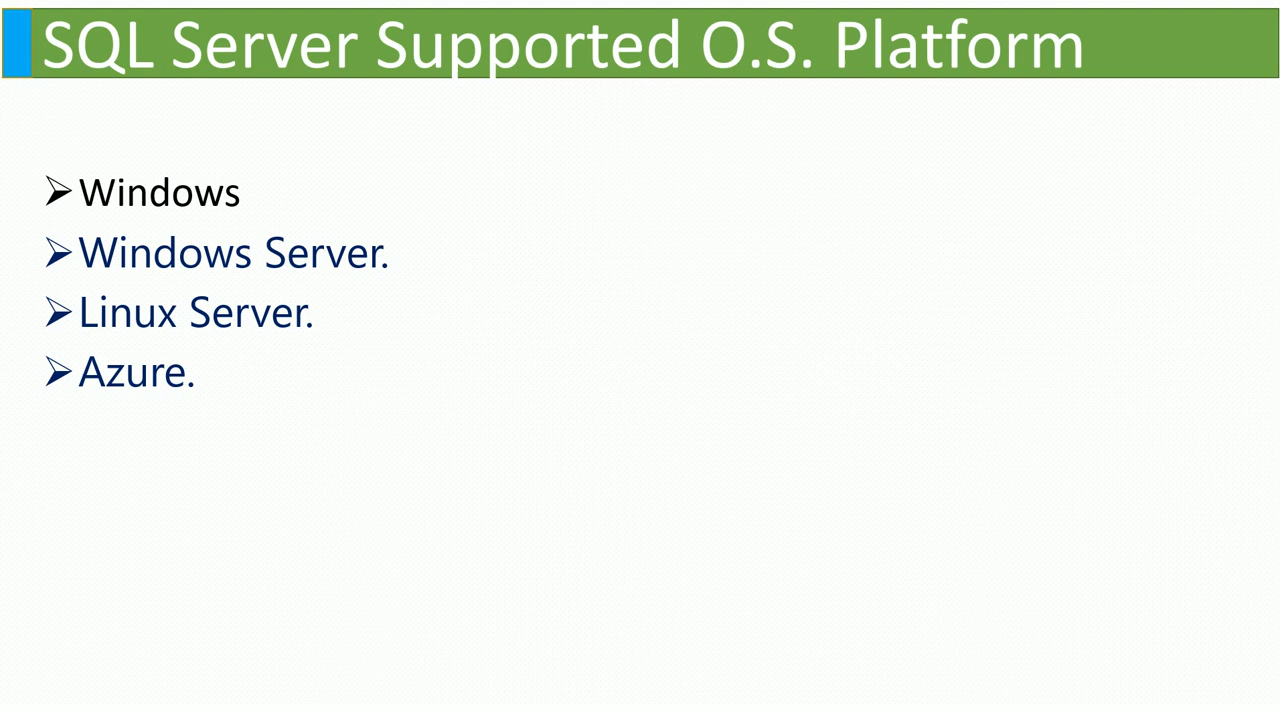 SQL Server Supported O.S. Platform
➢Windows
➢Windows Server.
➢Linux Server.
➢Azure.